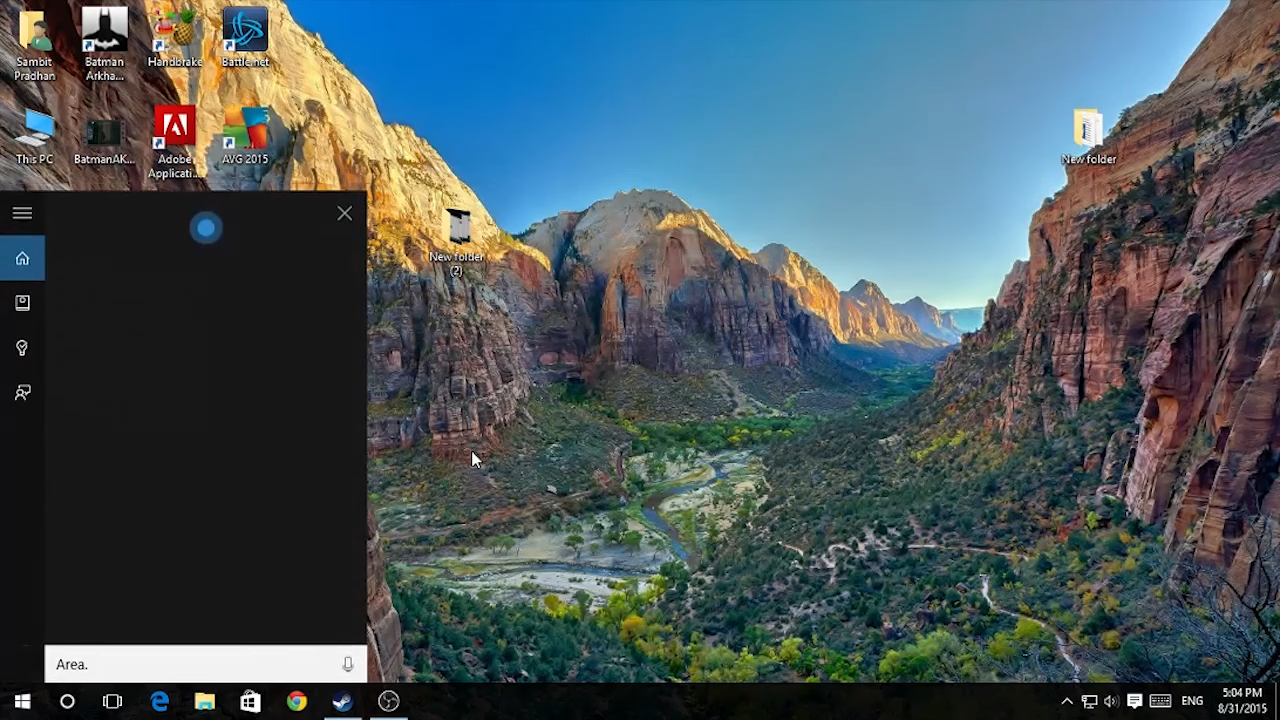 Sambit
Pradhan
Batman
Arkha...
Handbrake
Battle.net
This PC
BatmanAK...
Adobe
Applicati...
AVG 2015
New folder
New folder
(2)
Area.
ENG
5:04 PM
8/31/2015